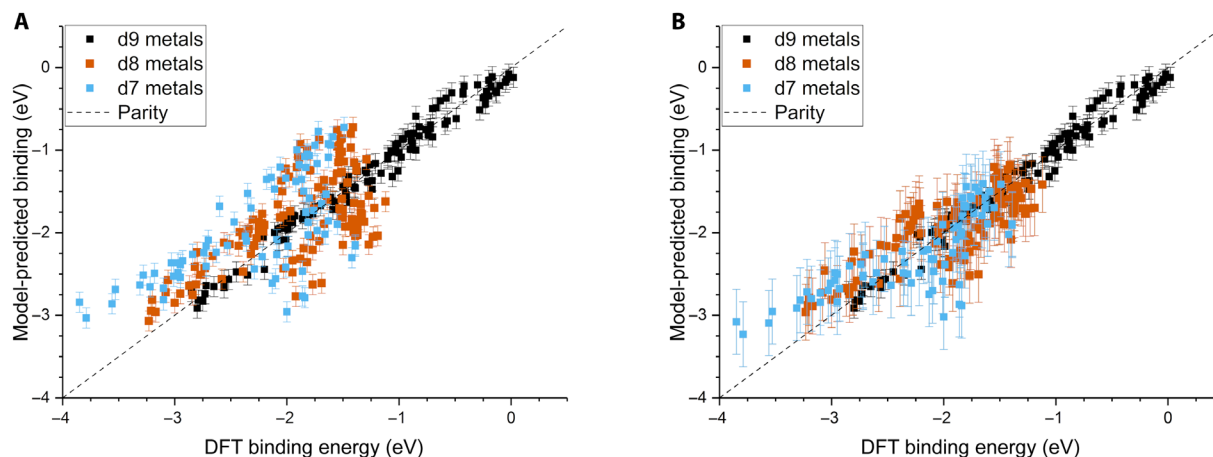 A
d9 metals
d8 metals
d7 metals
Parity
Model-predicted binding (eV)
0
−1
−2
−3
−4
−4
−3
−2
−1
0
DFT binding energy (eV)
B
d9 metals
d8 metals
d7 metals
Parity
Model-predicted binding (eV)
0
−1
−2
−3
−4
−4
−3
−2
−1
0
DFT binding energy (eV)